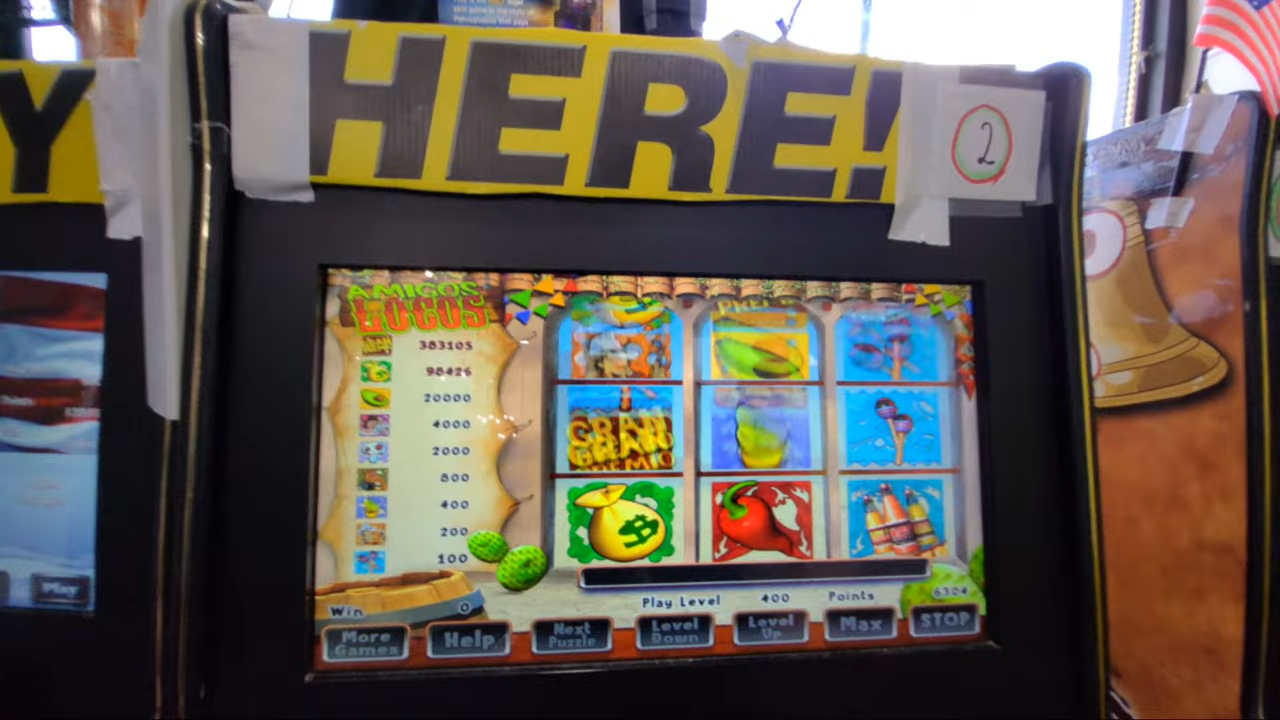 Y
HERE!
2
AMIGOS
LOCOS
383105
98426
20000
4000
2000
800
400
200
100
GRAN
PREMIO
Win 0
Play Level 400 Points 6304
More Games
Help
Next Puzzle
Level Down
Level Up
Max
STOP
Play